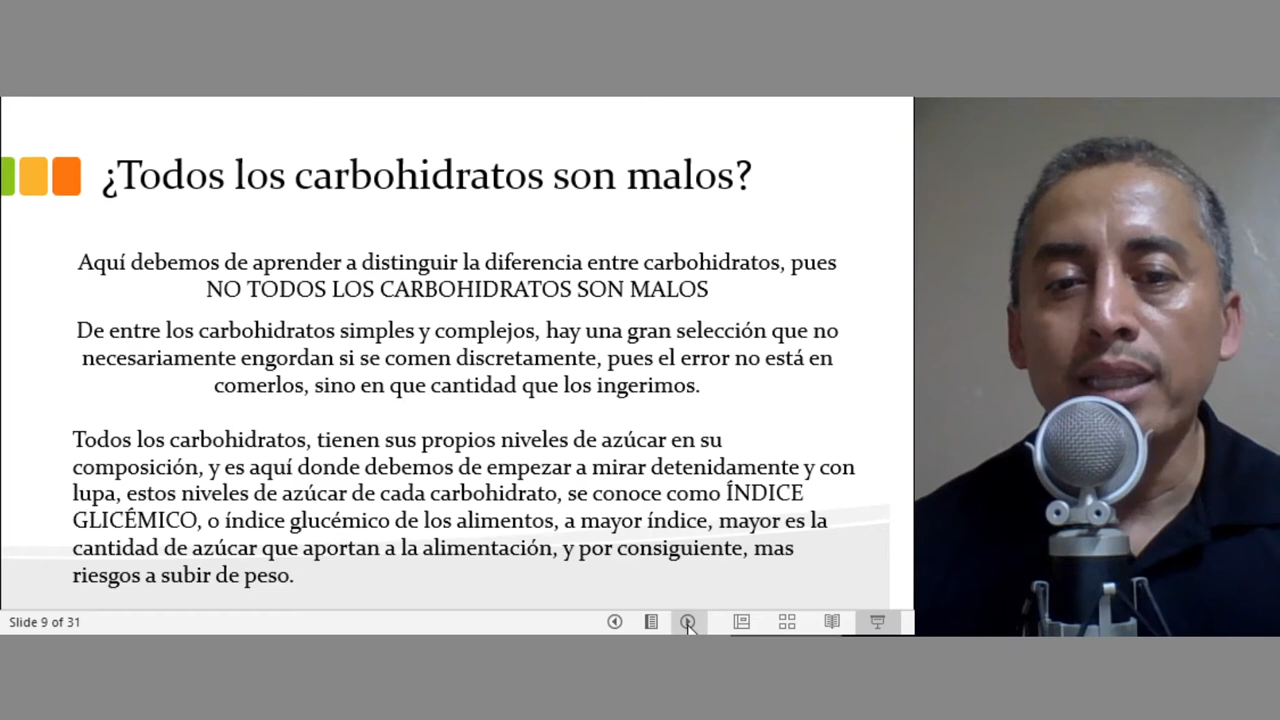 ¿Todos los carbohidratos son malos?
Aquí debemos de aprender a distinguir la diferencia entre carbohidratos, pues
NO TODOS LOS CARBOHIDRATOS SON MALOS
De entre los carbohidratos simples y complejos, hay una gran selección que no
necesariamente engordan si se comen discretamente, pues el error no está en
comerlos, sino en que cantidad que los ingerimos.
Todos los carbohidratos, tienen sus propios niveles de azúcar en su
composición, y es aquí donde debemos de empezar a mirar detenidamente y con
lupa, estos niveles de azúcar de cada carbohidrato, se conoce como ÍNDICE
GLICÉMICO, o índice glucémico de los alimentos, a mayor índice, mayor es la
cantidad de azúcar que aportan a la alimentación, y por consiguiente, mas
riesgos a subir de peso.
Slide 9 of 31